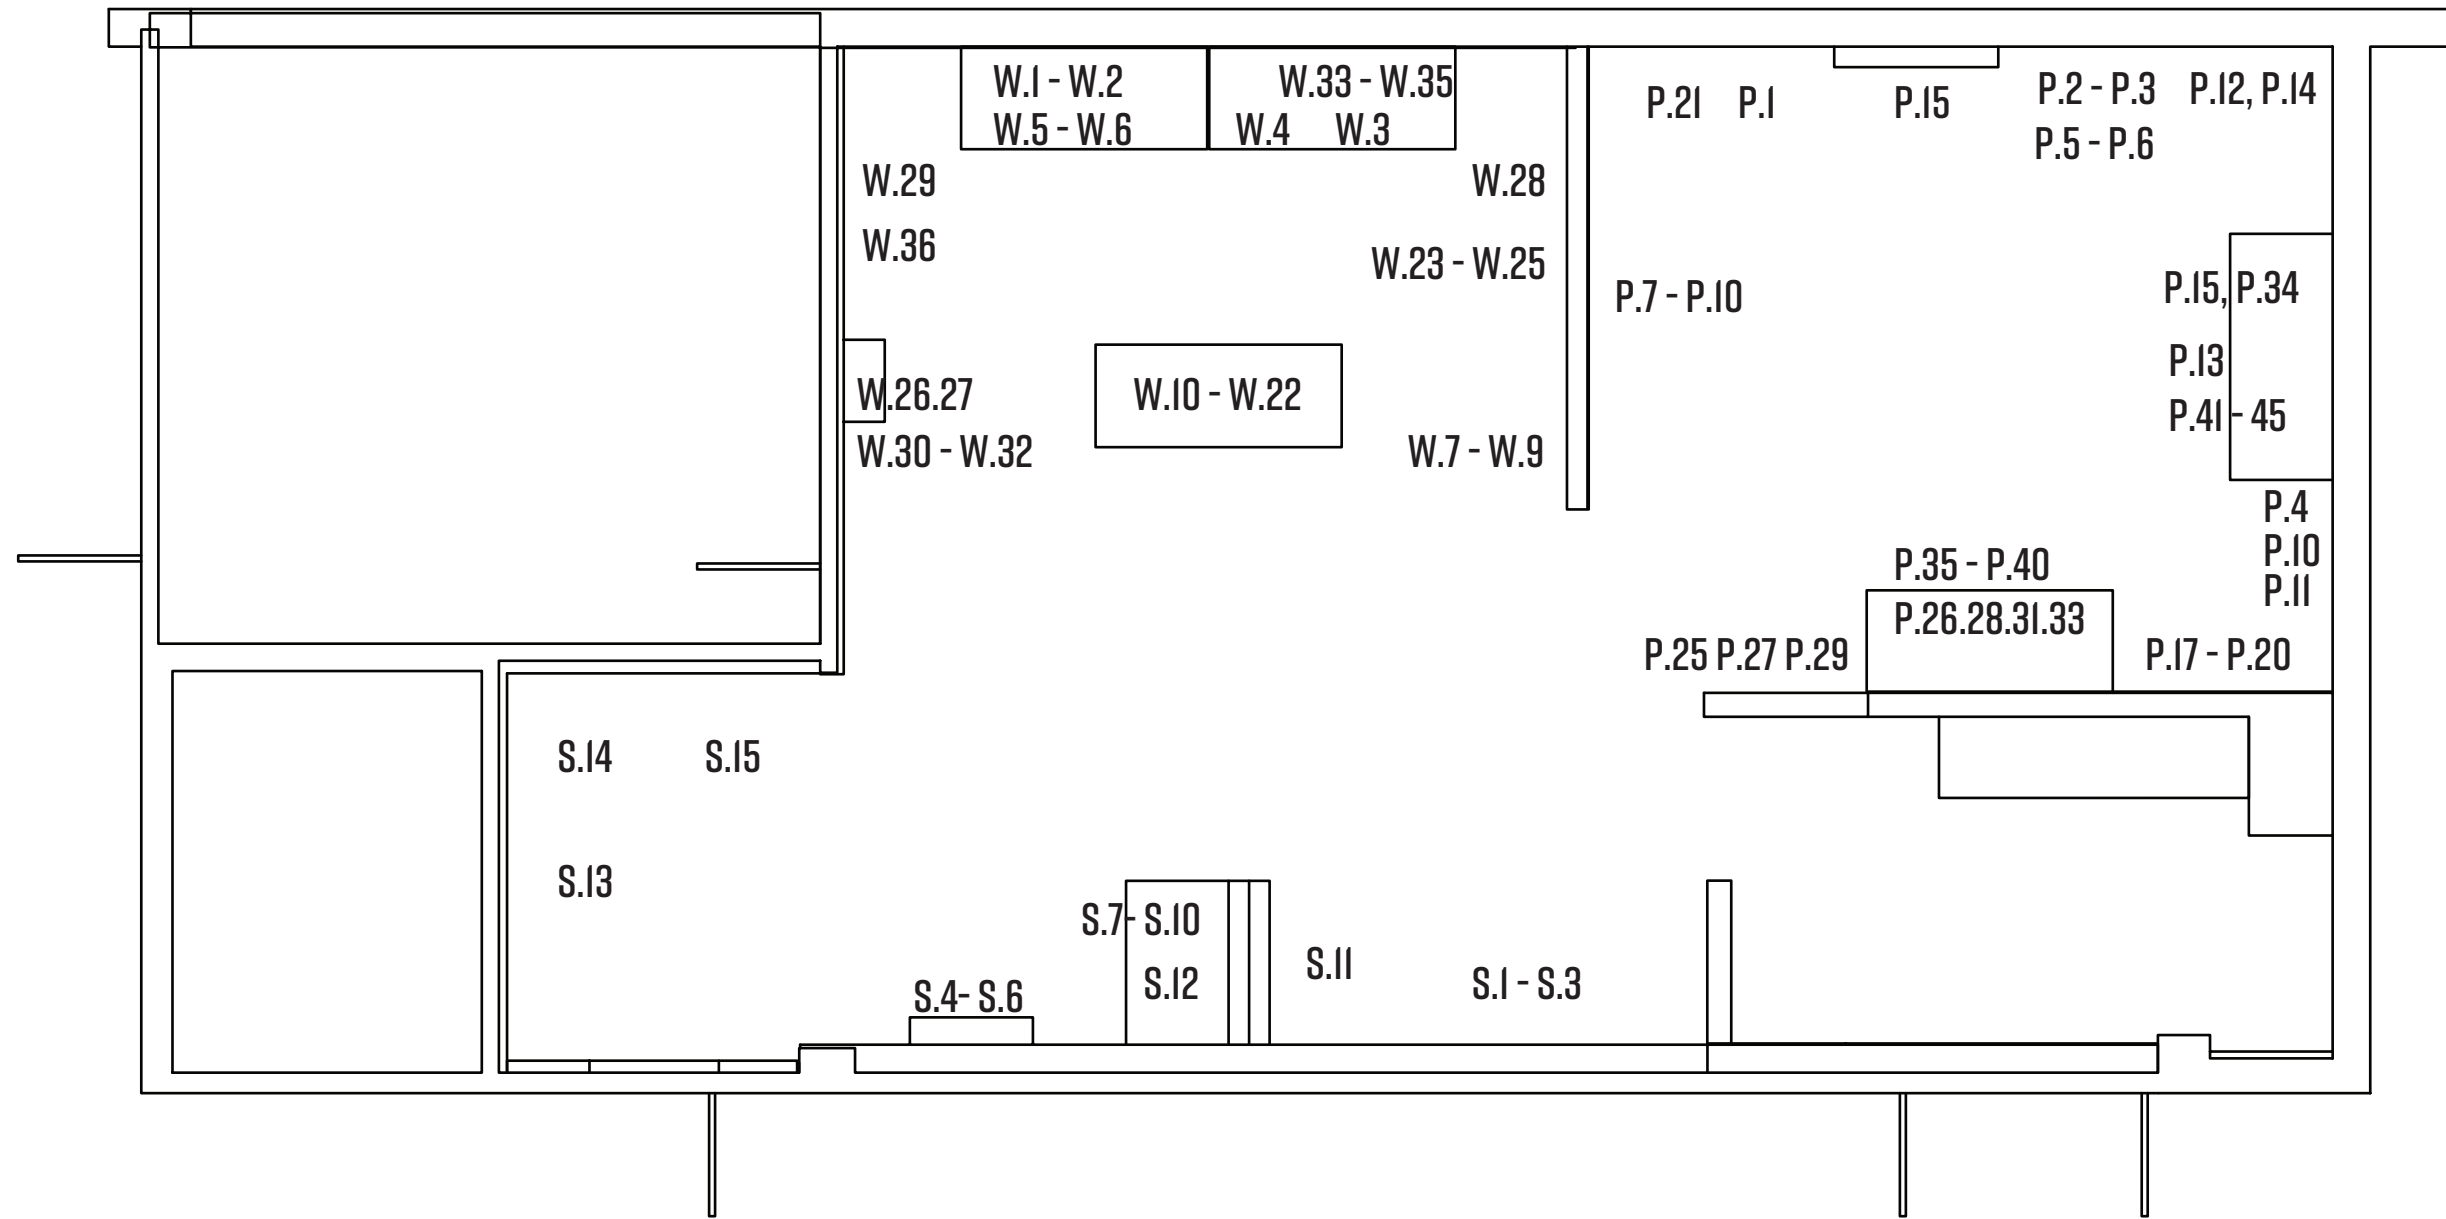 W.1 - W.2
W.5 - W.6
W.33 - W.35
W.4 W.3
W.29
W.36
W.28
W.23 - W.25
W.26.27
W.30 - W.32
W.10 - W.22
W.7 - W.9
P.21 P.1
P.15
P.2 - P.3
P.5 - P.6
P.12, P.14
P.7 - P.10
P.15, P.34
P.13
P.41 - 45
P.4
P.10
P.11
P.35 - P.40
P.26.28.31.33
P.25 P.27 P.29
P.17 - P.20
S.14
S.15
S.13
S.7- S.10
S.12
S.4- S.6
S.11
S.1 - S.3